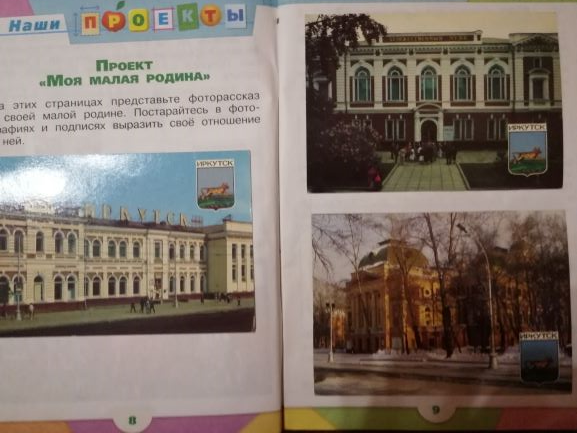 Наши ПРОЕКТЫ
ПРОЕКТ
«МОЯ МАЛАЯ РОДИНА»
а этих страницах представьте фоторассказ
своей малой родине. Постарайтесь в фото-
афиях и подписях выразить своё отношение
ней.
ИРКУТСК
ИРКУТСК
8
ИРКУТСК
ИРКУТСК
9